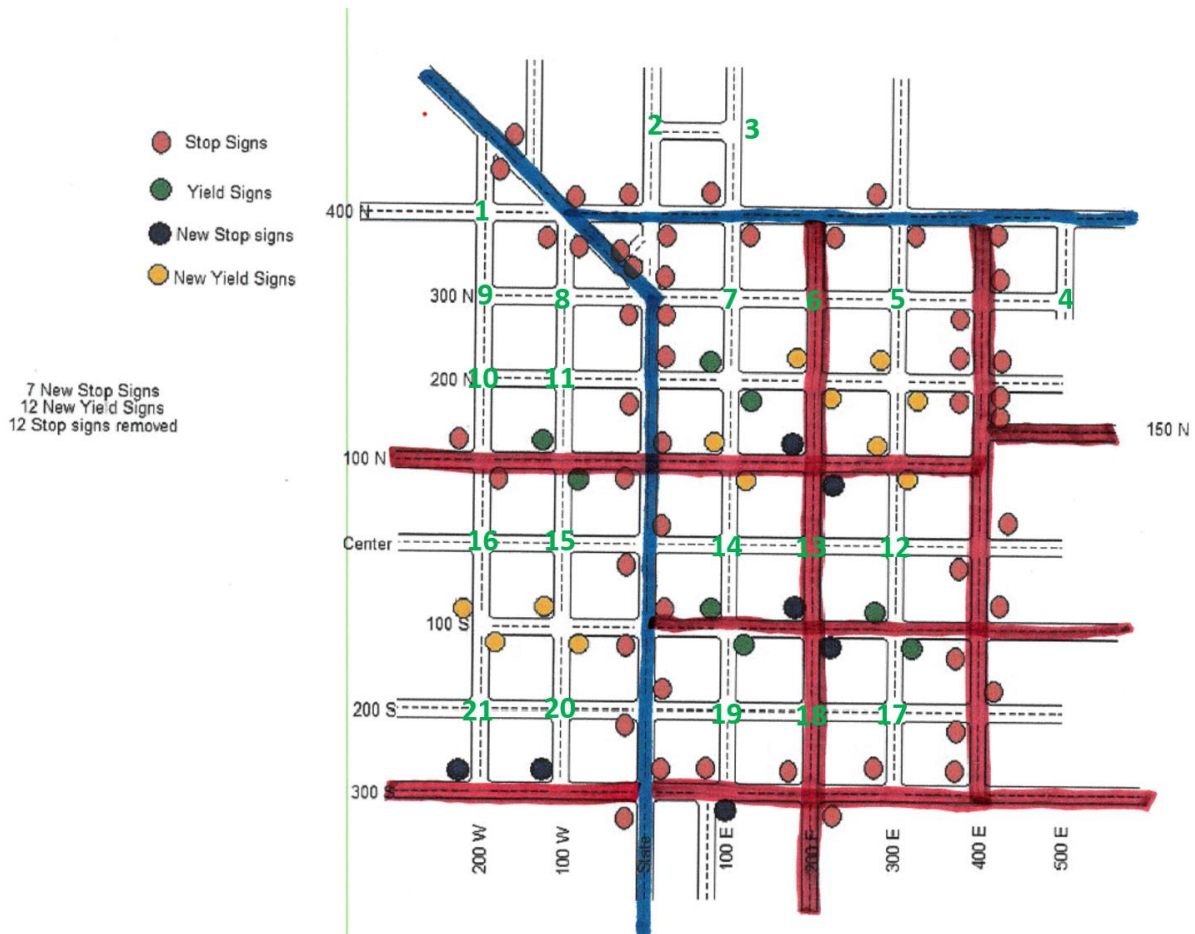 Stop Signs
Yield Signs
New Stop signs
New Yield Signs
7 New Stop Signs
12 New Yield Signs
12 Stop signs removed
2 3
400 N 1
300 N 9 8 7 6 5 4
200 N 10 11
150 N
100 N
Center 16 15 14 13 12
100 S
200 S 21 20 19 18 17
300 S
200 W
100 W
State
100 E
200 E
300 E
400 E
500 E